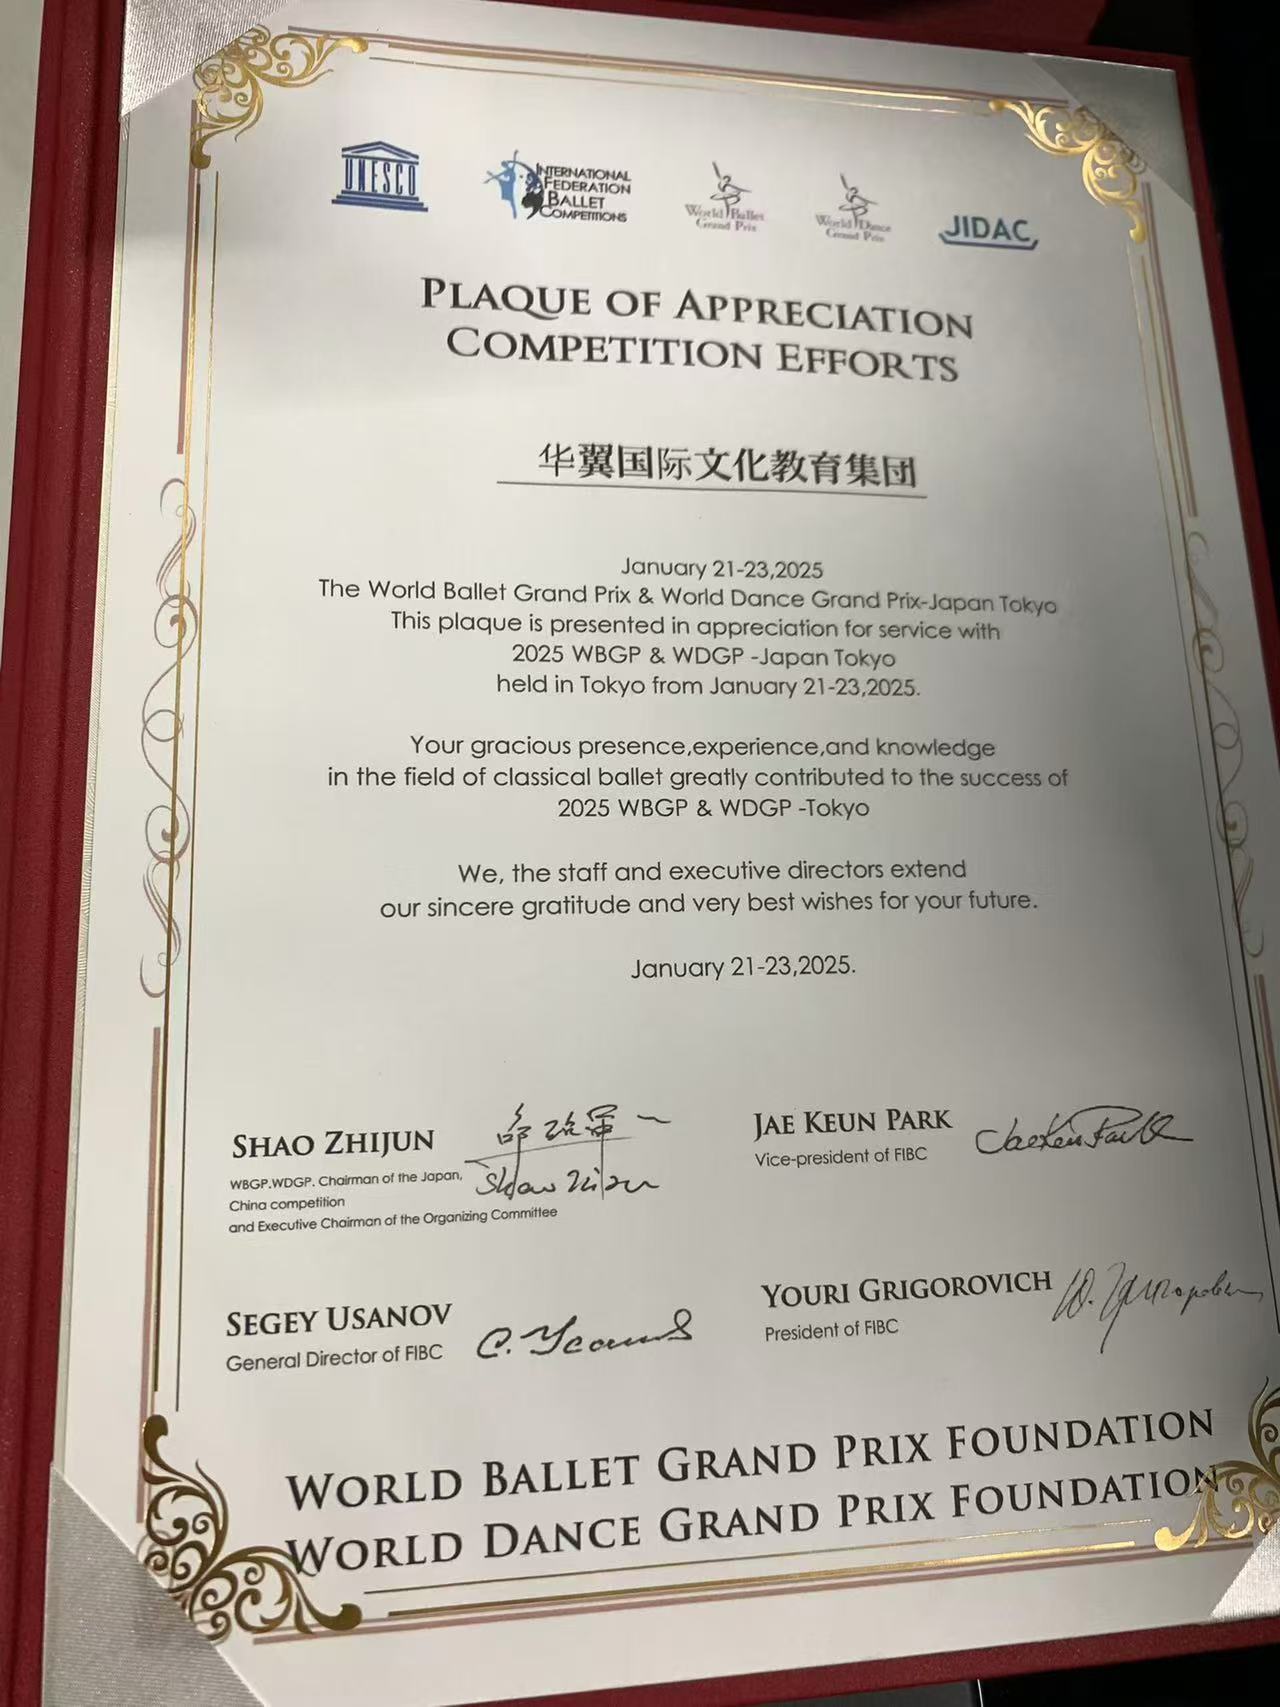 UNESCO
INTERNATIONAL
FEDERATION
BALLET
COMPETITIONS
World Ballet
Grand Prix
World Dance
Grand Prix
JIDAC
PLAQUE OF APPRECIATION
COMPETITION EFFORTS
华翼国际文化教育集团
January 21-23,2025
The World Ballet Grand Prix & World Dance Grand Prix-Japan Tokyo
This plaque is presented in appreciation for service with
2025 WBGP & WDGP -Japan Tokyo
held in Tokyo from January 21-23,2025.
Your gracious presence,experience,and knowledge
in the field of classical ballet greatly contributed to the success of
2025 WBGP & WDGP -Tokyo
We, the staff and executive directors extend
our sincere gratitude and very best wishes for your future.
January 21-23,2025.
SHAO ZHIJUN
WBGP.WDGP. Chairman of the Japan,
China competition
and Executive Chairman of the Organizing Committee
JAE KEUN PARK
Vice-president of FIBC
SEGEY USANOV
General Director of FIBC
YOURI GRIGOROVICH
President of FIBC
WORLD BALLET GRAND PRIX FOUNDATION
WORLD DANCE GRAND PRIX FOUNDATION